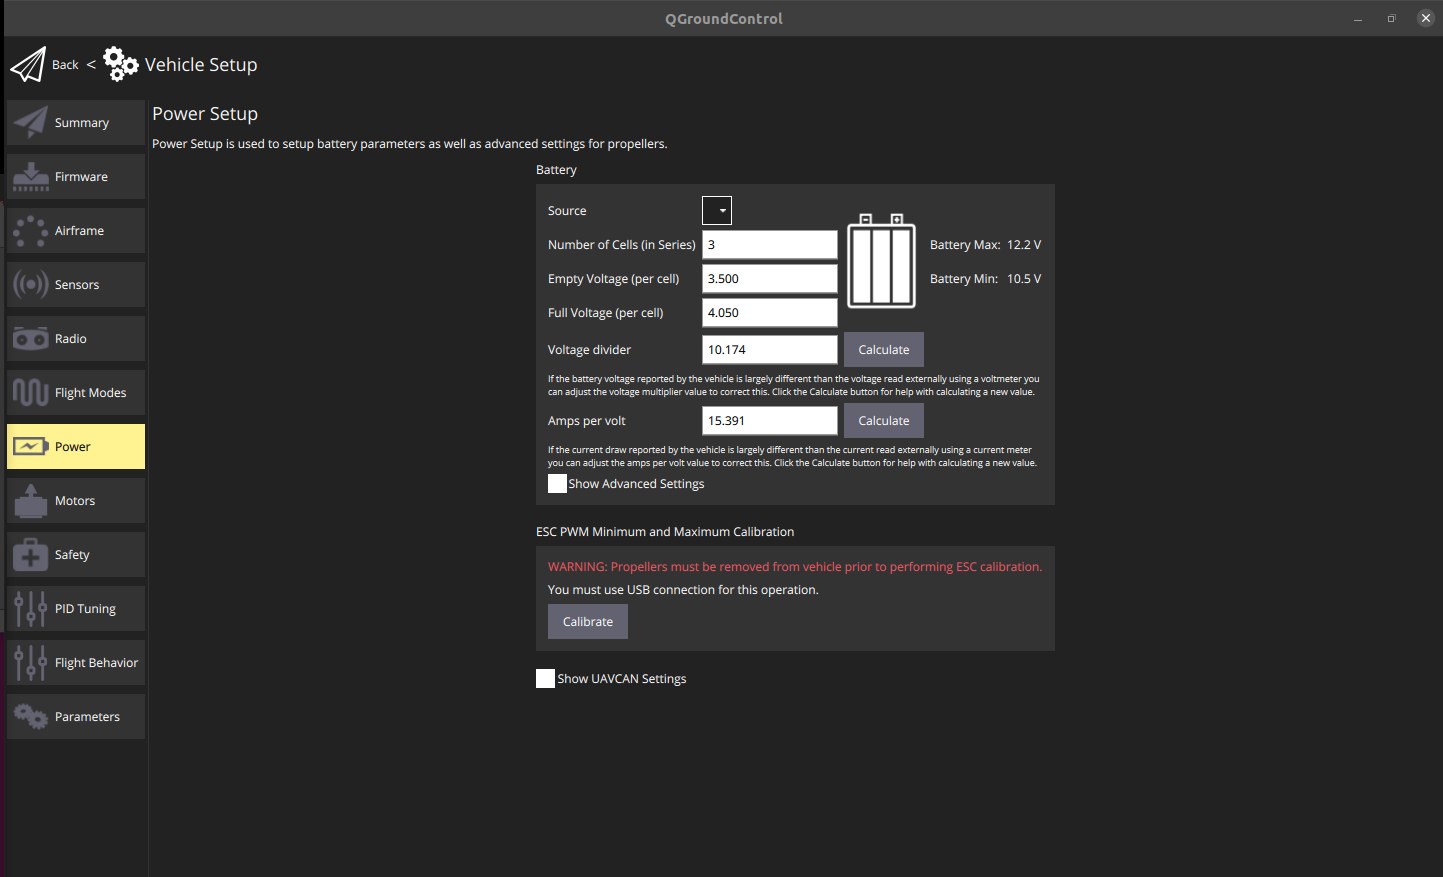 QGroundControl
Back < Vehicle Setup
Summary
Firmware
Airframe
Sensors
Radio
Flight Modes
Power
Motors
Safety
PID Tuning
Flight Behavior
Parameters
Power Setup
Power Setup is used to setup battery parameters as well as advanced settings for propellers.
Battery
Source
Number of Cells (in Series) 3
Battery Max: 12.2 V
Empty Voltage (per cell) 3.500
Battery Min: 10.5 V
Full Voltage (per cell) 4.050
Voltage divider 10.174 Calculate
If the battery voltage reported by the vehicle is largely different than the voltage read externally using a voltmeter you
can adjust the voltage multiplier value to correct this. Click the Calculate button for help with calculating a new value.
Amps per volt 15.391 Calculate
If the current draw reported by the vehicle is largely different than the current read externally using a current meter
you can adjust the amps per volt value to correct this. Click the Calculate button for help with calculating a new value.
Show Advanced Settings
ESC PWM Minimum and Maximum Calibration
WARNING: Propellers must be removed from vehicle prior to performing ESC calibration.
You must use USB connection for this operation.
Calibrate
Show UAVCAN Settings